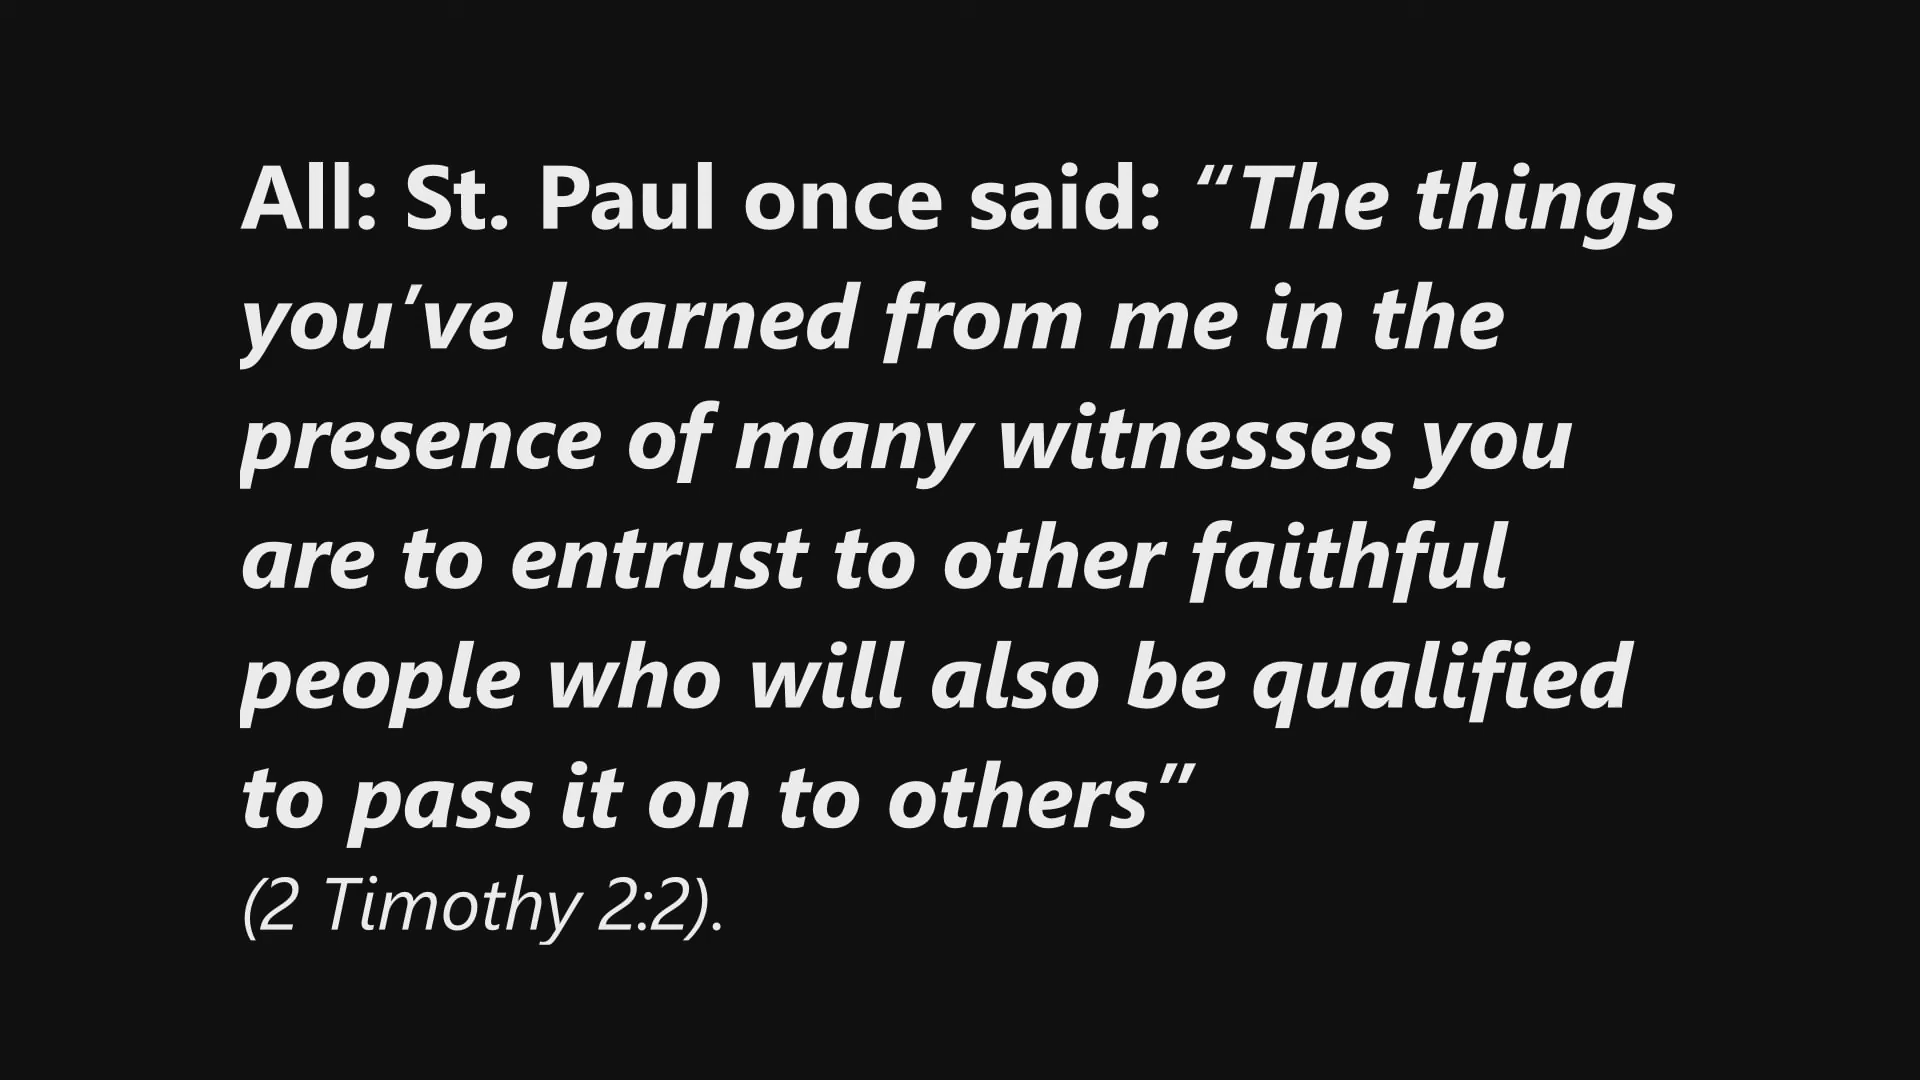 All: St. Paul once said: “The things
you’ve learned from me in the
presence of many witnesses you
are to entrust to other faithful
people who will also be qualified
to pass it on to others”
(2 Timothy 2:2).